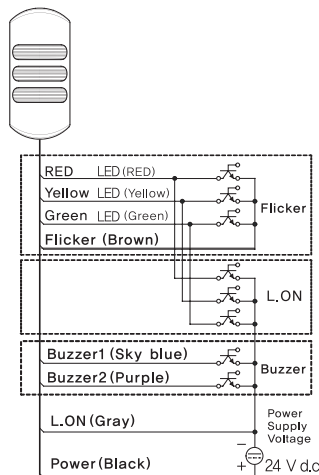 RED LED (RED)
Yellow LED (Yellow)
Green LED (Green)
Flicker
Flicker (Brown)
L.ON
Buzzer1 (Sky blue)
Buzzer
Buzzer2 (Purple)
L.ON (Gray)
Power
Supply
Voltage
−
Power (Black)
+ 24 V d.c